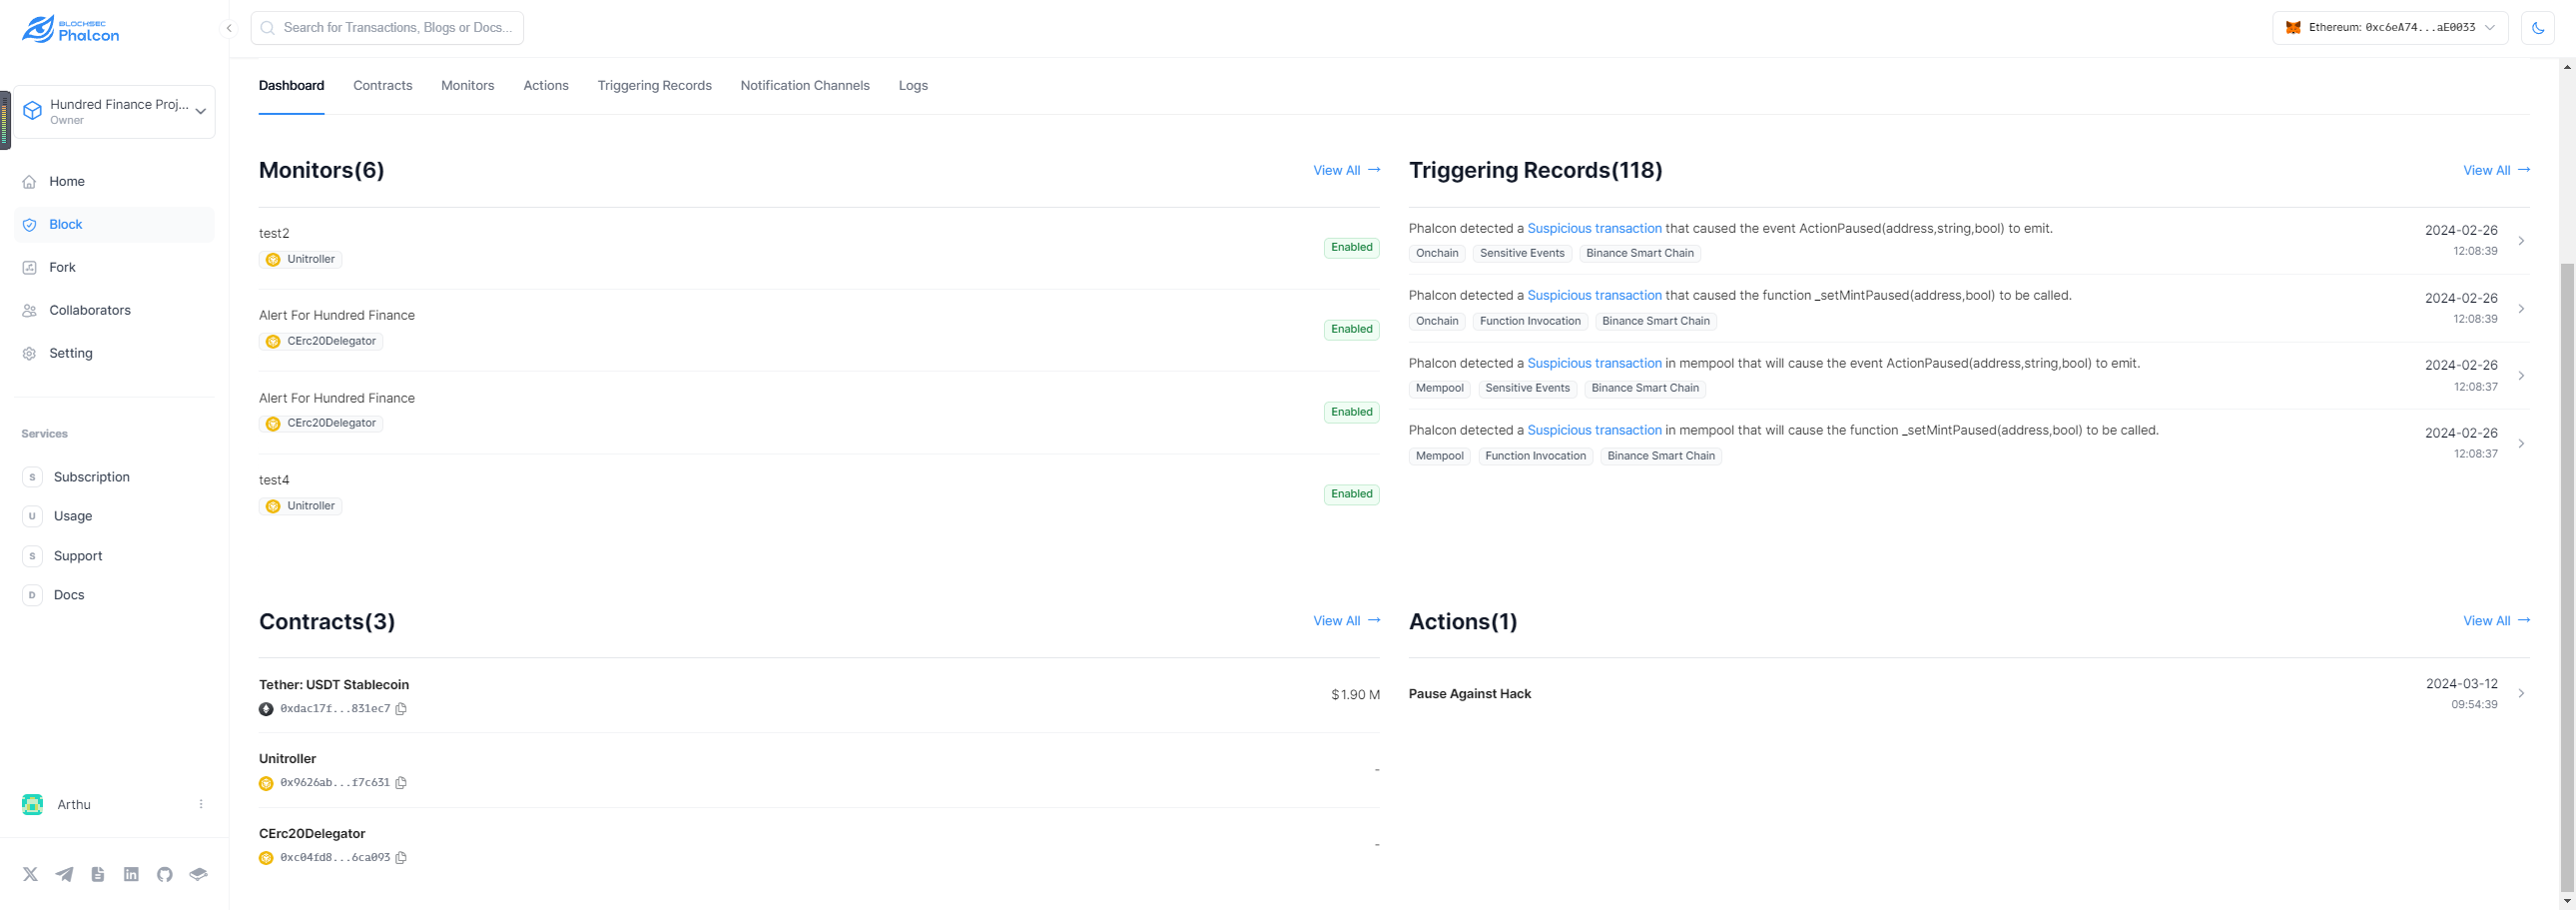 BLOCKSEC
Phalcon
Search for Transactions, Blogs or Docs...
Ethereum: 0xc6eA74...aE0033
Hundred Finance Proj...
Owner
Home
Block
Fork
Collaborators
Setting
Services
S Subscription
U Usage
S Support
D Docs
Arthu
Dashboard Contracts Monitors Actions Triggering Records Notification Channels Logs
Monitors(6)
View All →
test2
Unitroller
Enabled
Alert For Hundred Finance
CErc20Delegator
Enabled
Alert For Hundred Finance
CErc20Delegator
Enabled
test4
Unitroller
Enabled
Triggering Records(118)
View All →
Phalcon detected a Suspicious transaction that caused the event ActionPaused(address,string,bool) to emit.
Onchain Sensitive Events Binance Smart Chain
2024-02-26
12:08:39
Phalcon detected a Suspicious transaction that caused the function _setMintPaused(address,bool) to be called.
Onchain Function Invocation Binance Smart Chain
2024-02-26
12:08:39
Phalcon detected a Suspicious transaction in mempool that will cause the event ActionPaused(address,string,bool) to emit.
Mempool Sensitive Events Binance Smart Chain
2024-02-26
12:08:37
Phalcon detected a Suspicious transaction in mempool that will cause the function _setMintPaused(address,bool) to be called.
Mempool Function Invocation Binance Smart Chain
2024-02-26
12:08:37
Contracts(3)
View All →
Tether: USDT Stablecoin
0xdac17f...831ec7
$1.90 M
Unitroller
0x9626ab...f7c631
-
CErc20Delegator
0xc04fd8...6ca093
-
Actions(1)
View All →
Pause Against Hack
2024-03-12
09:54:39